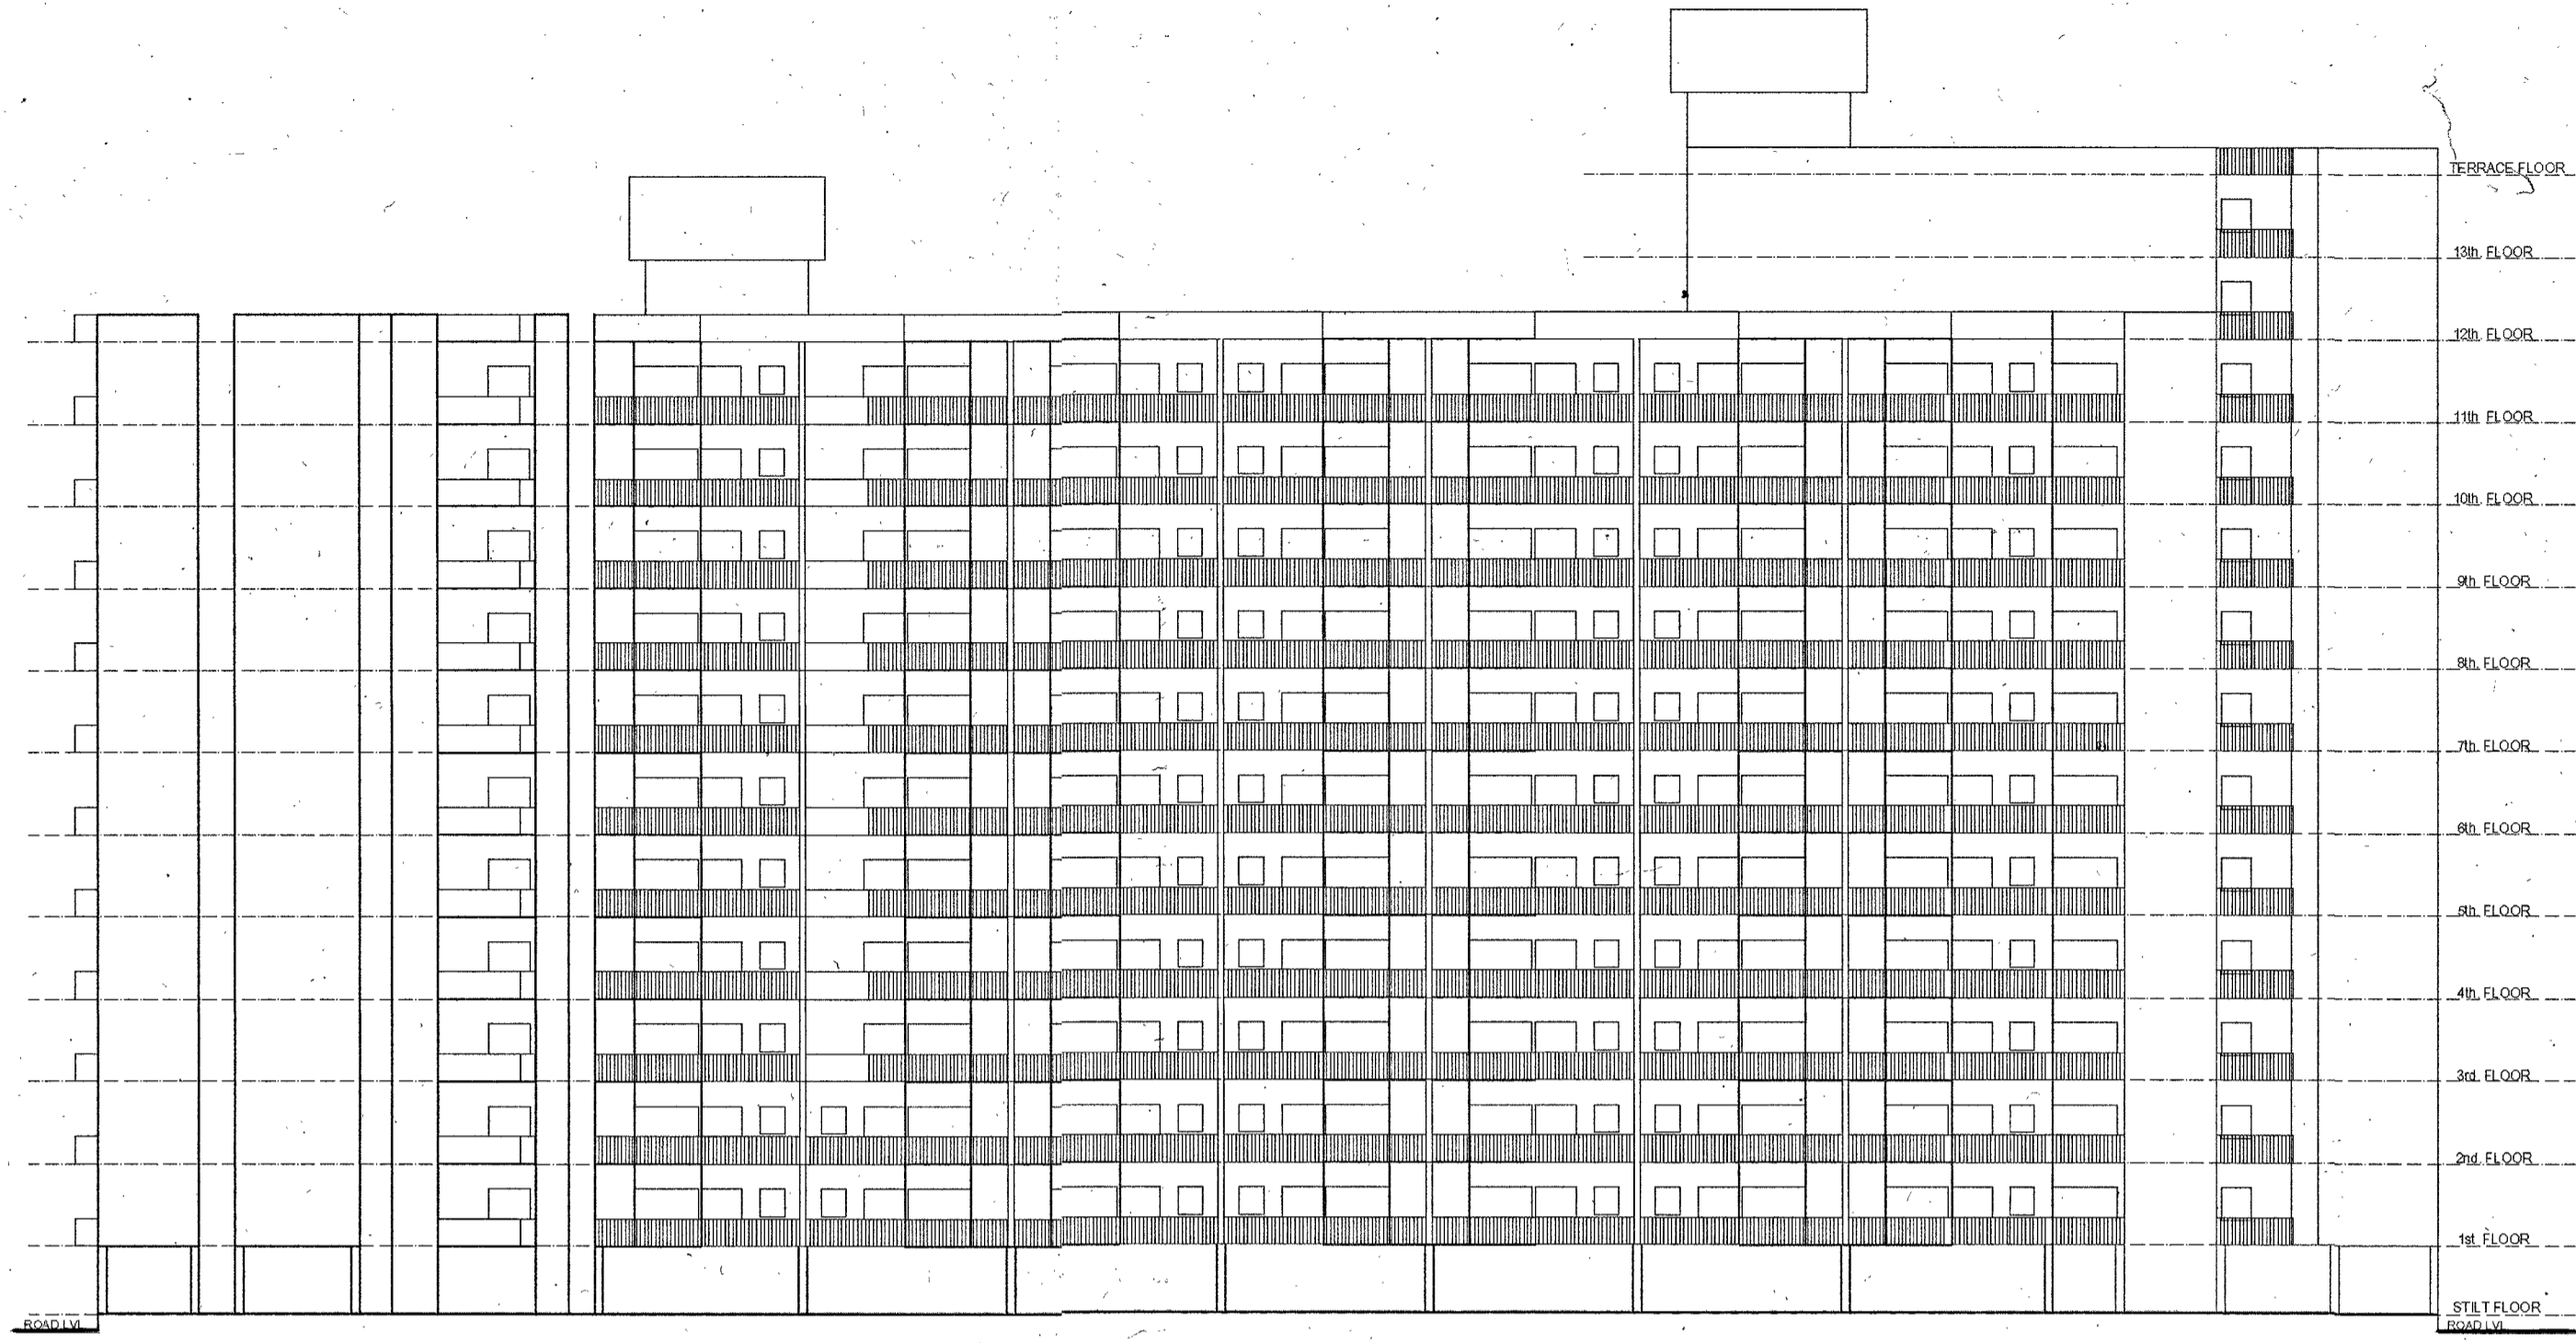 TERRACE FLOOR
13th. FLOOR
12th. FLOOR
11th. FLOOR
10th. FLOOR
9th. FLOOR
8th. FLOOR
7th. FLOOR
6th. FLOOR
5th. FLOOR
4th. FLOOR
3rd. FLOOR
2nd. FLOOR
1st. FLOOR
STILT FLOOR
ROAD LVL
ROAD LVL